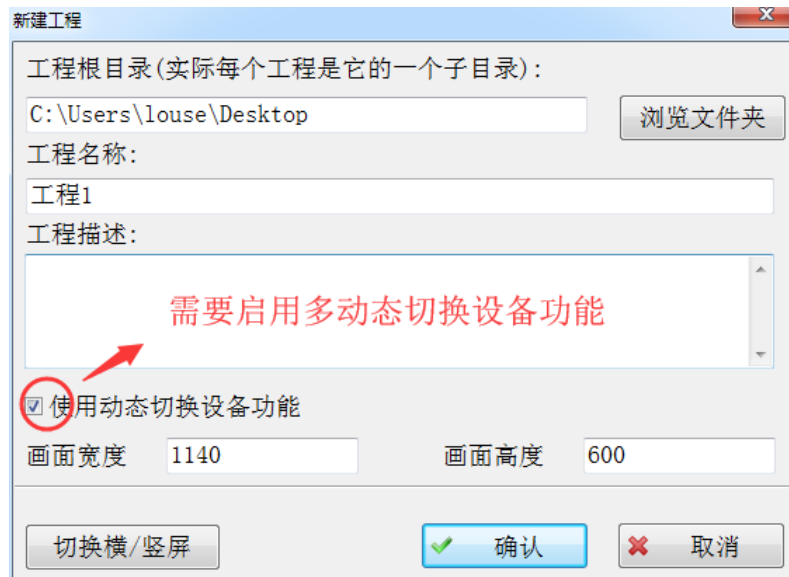 新建工程
工程根目录(实际每个工程是它的一个子目录):
C:\Users\louse\Desktop
浏览文件夹
工程名称:
工程1
工程描述:
需要启用多动态切换设备功能
使用动态切换设备功能
画面宽度 1140 画面高度 600
切换横/竖屏 确认 取消